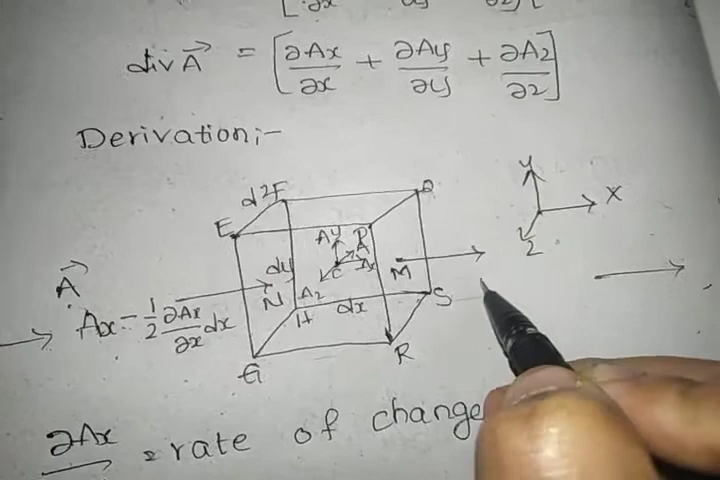 div A⃗ = [∂Ax/∂x + ∂Ay/∂y + ∂Az/∂z]
Derivation:-
dz F Q
E P
Ay A
dy C Ax M
A⃗ N Az
Ax - 1/2 ∂Ax/∂x dx
H dx S
G R
Y X Z
∂Ax = rate of change